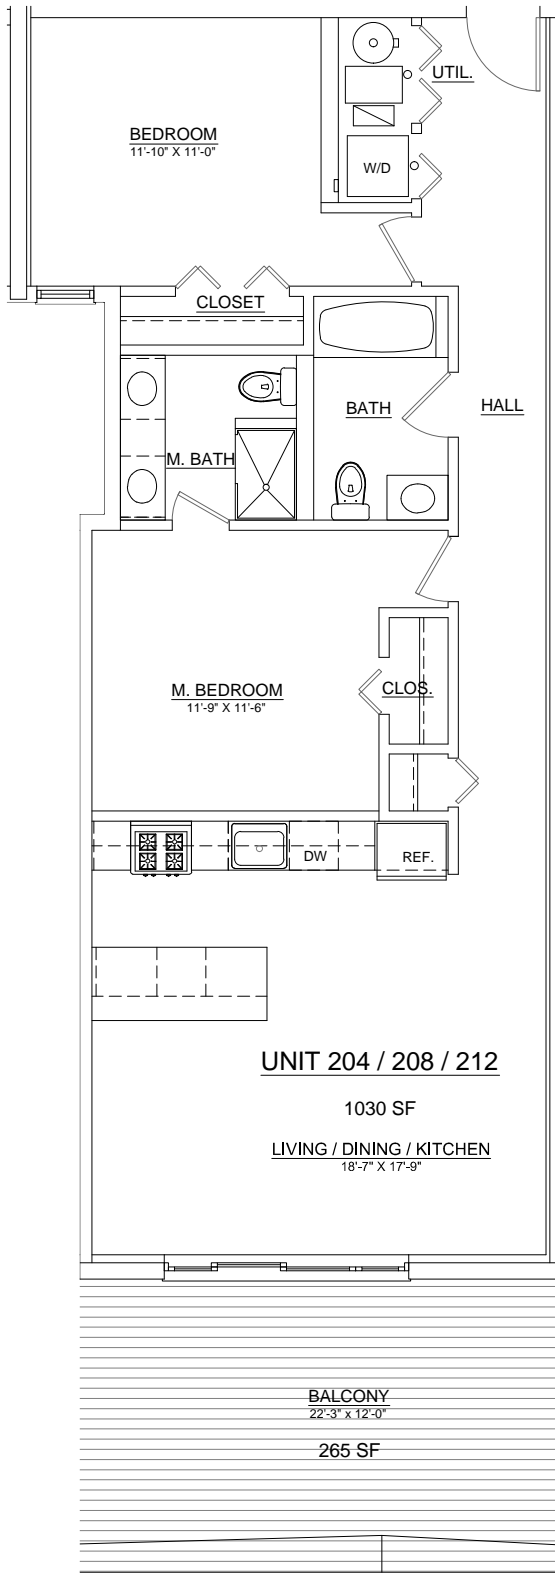 UTIL.
BEDROOM
11'-10" X 11'-0"
W/D
CLOSET
BATH
HALL
M. BATH
M. BEDROOM
11'-9" X 11'-6"
CLOS.
DW
REF.
UNIT 204 / 208 / 212
1030 SF
LIVING / DINING / KITCHEN
18'-7" X 17'-9"
BALCONY
22'-3" x 12'-0"
265 SF